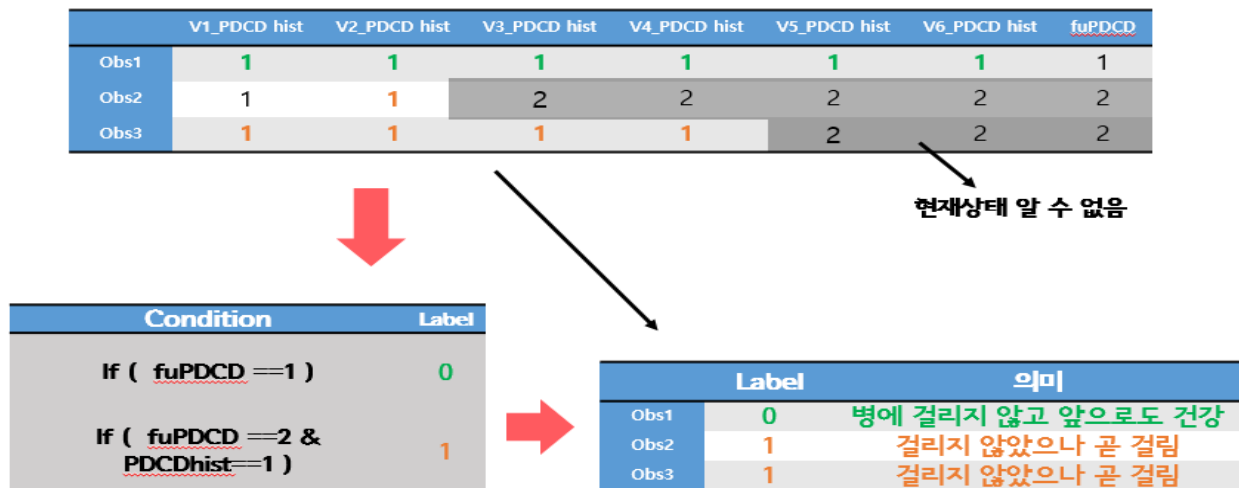 V1_PDCD hist V2_PDCD hist V3_PDCD hist V4_PDCD hist V5_PDCD hist V6_PDCD hist fuPDCD
Obs1 1 1 1 1 1 1 1
Obs2 1 1 2 2 2 2 2
Obs3 1 1 1 1 2 2 2
현재상태 알 수 없음
Condition Label
If ( fuPDCD ==1 ) 0
If ( fuPDCD ==2 &
PDCDhist==1 ) 1
Label 의미
Obs1 0 병에 걸리지 않고 앞으로도 건강
Obs2 1 걸리지 않았으나 곧 걸림
Obs3 1 걸리지 않았으나 곧 걸림